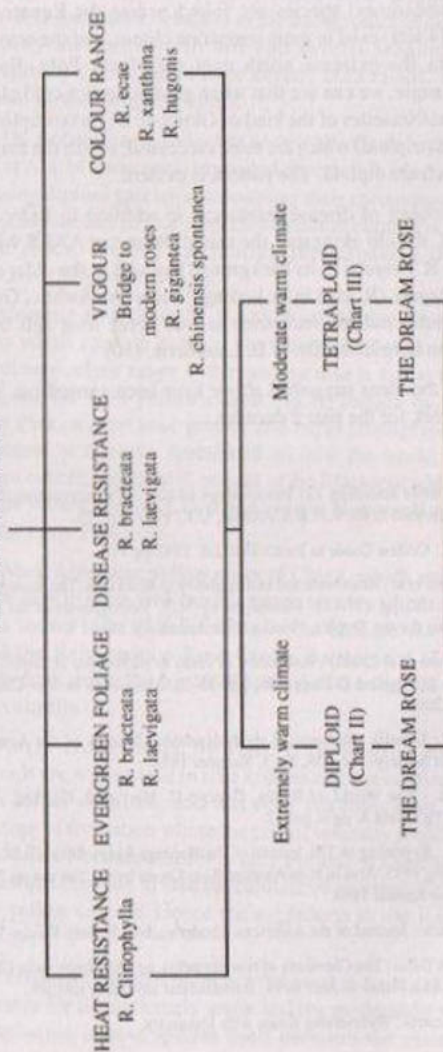 HEAT RESISTANCE
R. Clinophylla
EVERGREEN FOLIAGE
R. bracteata
R. laevigata
DISEASE RESISTANCE
R. bracteata
R. laevigata
VIGOUR
Bridge to
modern roses
R. gigantea
R. chinensis spontanea
COLOUR RANGE
R. ecae
R. xanthina
R. hugonis
Extremely warm climate
DIPLOID
(Chart II)
THE DREAM ROSE
Moderate warm climate
TETRAPLOID
(Chart III)
THE DREAM ROSE